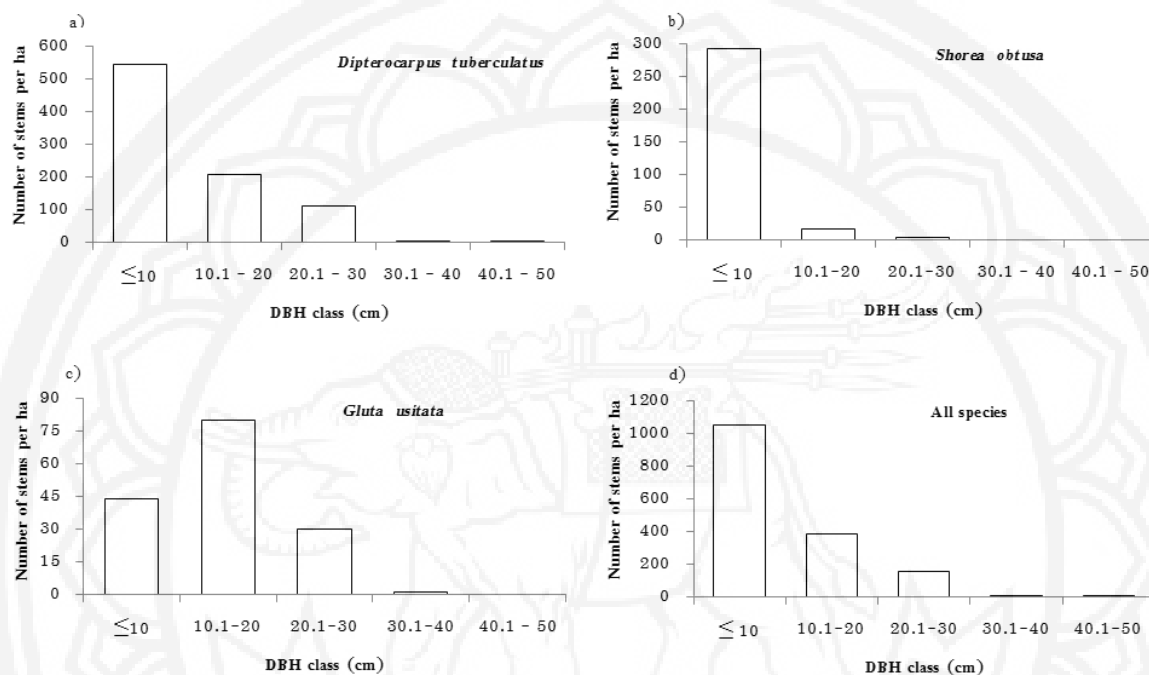 a)
Dipterocarpus tuberculatus
Number of stems per ha
600
500
400
300
200
100
0
≤10 10.1 - 20 20.1 - 30 30.1 - 40 40.1 - 50
DBH class (cm)
b)
Shorea obtusa
Number of stems per ha
300
250
200
150
100
50
0
≤ 10 10.1-20 20.1-30 30.1 - 40 40.1- 50
DBH class (cm)
c)
Gluta usitata
Number of stems per ha
90
75
60
45
30
15
0
≤10 10.1-20 20.1-30 30.1-40 40.1 - 50
DBH class (cm)
d)
All species
Number of stems per ha
1200
1000
800
600
400
200
0
≤ 10 10.1-20 20.1-30 30.1-40 40.1-50
DBH class (cm)